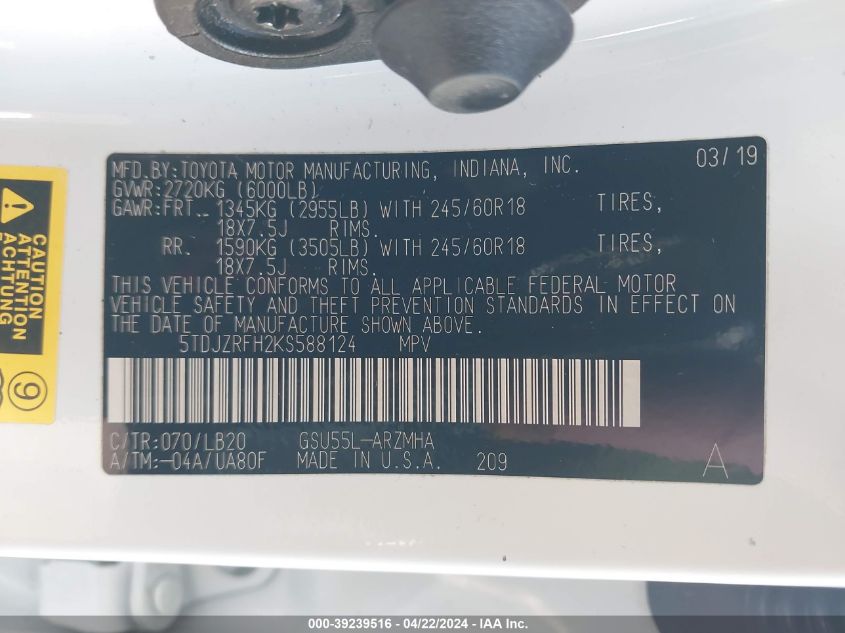 MFD.BY:TOYOTA MOTOR MANUFACTURING, INDIANA, INC. 03/19
GVWR:2720KG (6000LB)
GAWR:FRT. 1345KG (2955LB) WITH 245/60R18 TIRES,
18X7.5J RIMS.
RR. 1590KG (3505LB) WITH 245/60R18 TIRES,
18X7.5J RIMS.
THIS VEHICLE CONFORMS TO ALL APPLICABLE FEDERAL MOTOR
VEHICLE SAFETY AND THEFT PREVENTION STANDARDS IN EFFECT ON
THE DATE OF MANUFACTURE SHOWN ABOVE.
5TDJZRFH2KS588124 MPV
C/TR:070/LB20 GSU55L-ARZMHA
A/TM:-04A/UA80F MADE IN U.S.A. 209 A
CAUTION
ATTENTION
ACHTUNG
9
000-39239516 - 04/22/2024 - IAA Inc.